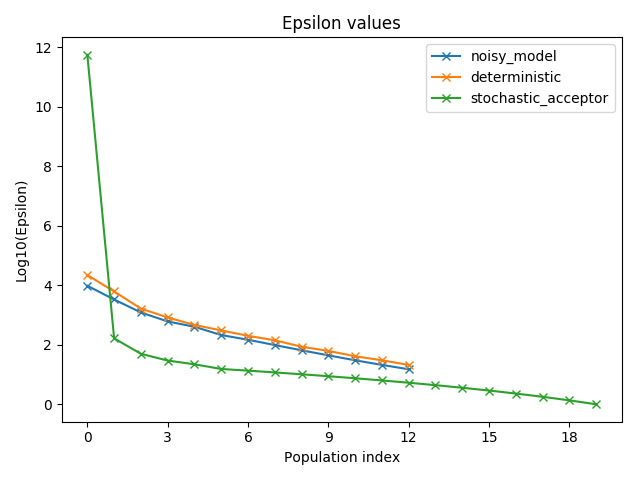 Epsilon values
noisy_model
deterministic
stochastic_acceptor
Log10(Epsilon)
12
10
8
6
4
2
0
0 3 6 9 12 15 18
Population index